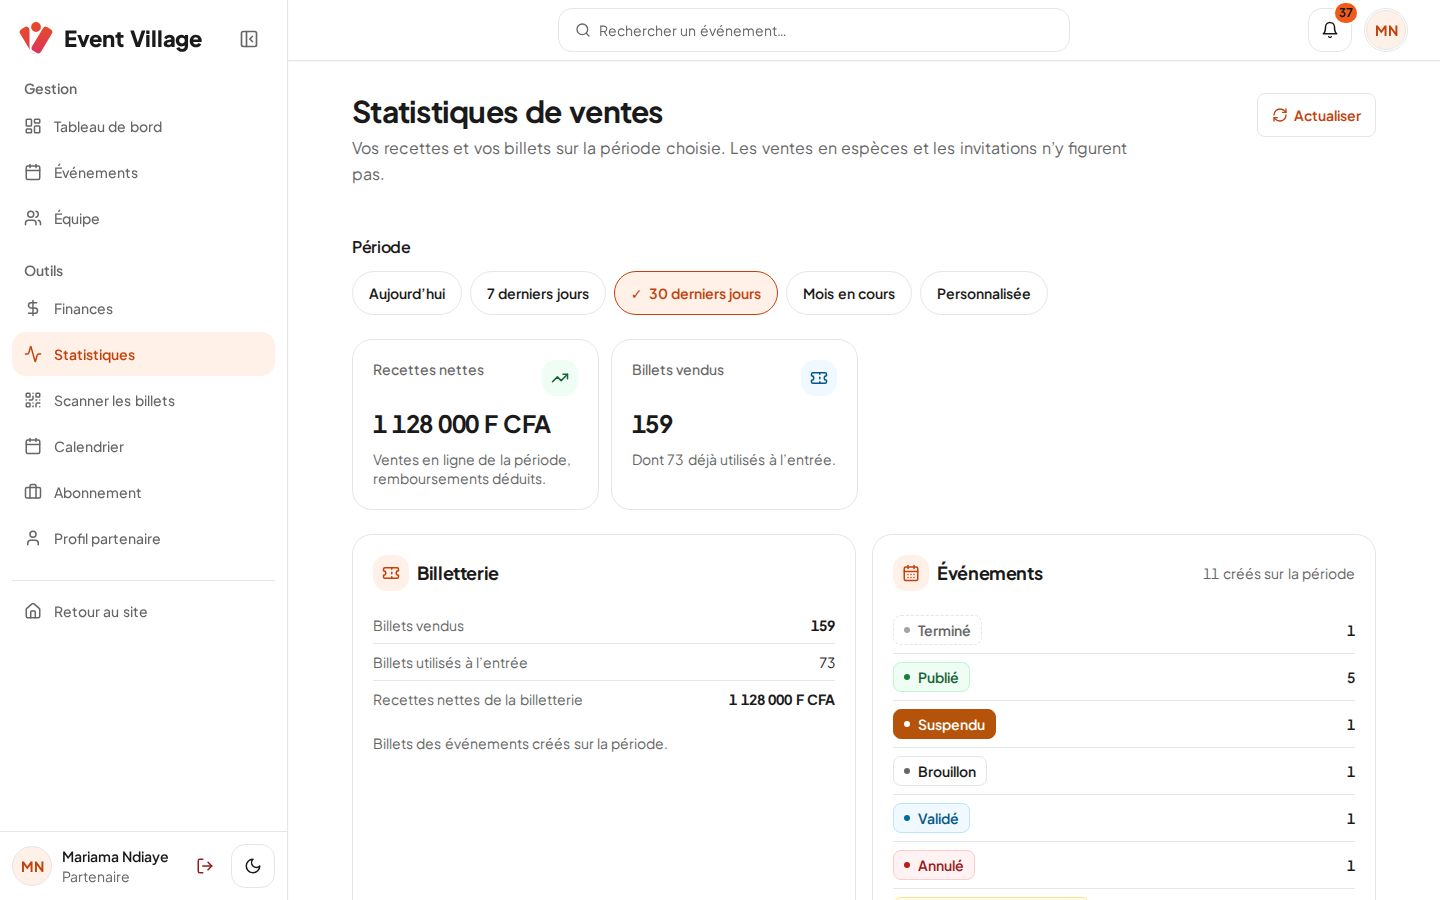 Event Village
Rechercher un événement…
37
MN
Gestion
Tableau de bord
Événements
Équipe
Outils
Finances
Statistiques
Scanner les billets
Calendrier
Abonnement
Profil partenaire
Retour au site
MN
Mariama Ndiaye
Partenaire
Statistiques de ventes
Actualiser
Vos recettes et vos billets sur la période choisie. Les ventes en espèces et les invitations n’y figurent
pas.
Période
Aujourd’hui
7 derniers jours
✓ 30 derniers jours
Mois en cours
Personnalisée
Recettes nettes
1 128 000 F CFA
Ventes en ligne de la période,
remboursements déduits.
Billets vendus
159
Dont 73 déjà utilisés à l’entrée.
Billetterie
Billets vendus 159
Billets utilisés à l’entrée 73
Recettes nettes de la billetterie 1 128 000 F CFA
Billets des événements créés sur la période.
Événements 11 créés sur la période
Terminé 1
Publié 5
Suspendu 1
Brouillon 1
Validé 1
Annulé 1